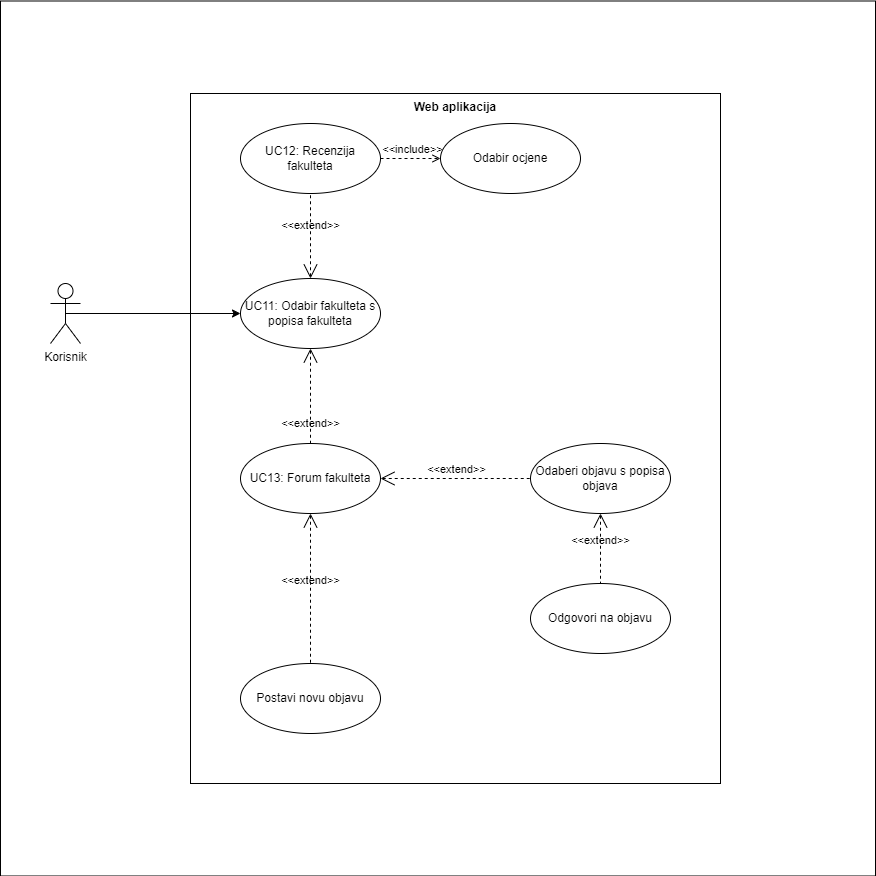 Web aplikacija
UC12: Recenzija
fakulteta
<<include>>
Odabir ocjene
<<extend>>
UC11: Odabir fakulteta s
popisa fakulteta
Korisnik
<<extend>>
UC13: Forum fakulteta
<<extend>>
Odaberi objavu s popisa
objava
<<extend>>
<<extend>>
Odgovori na objavu
Postavi novu objavu